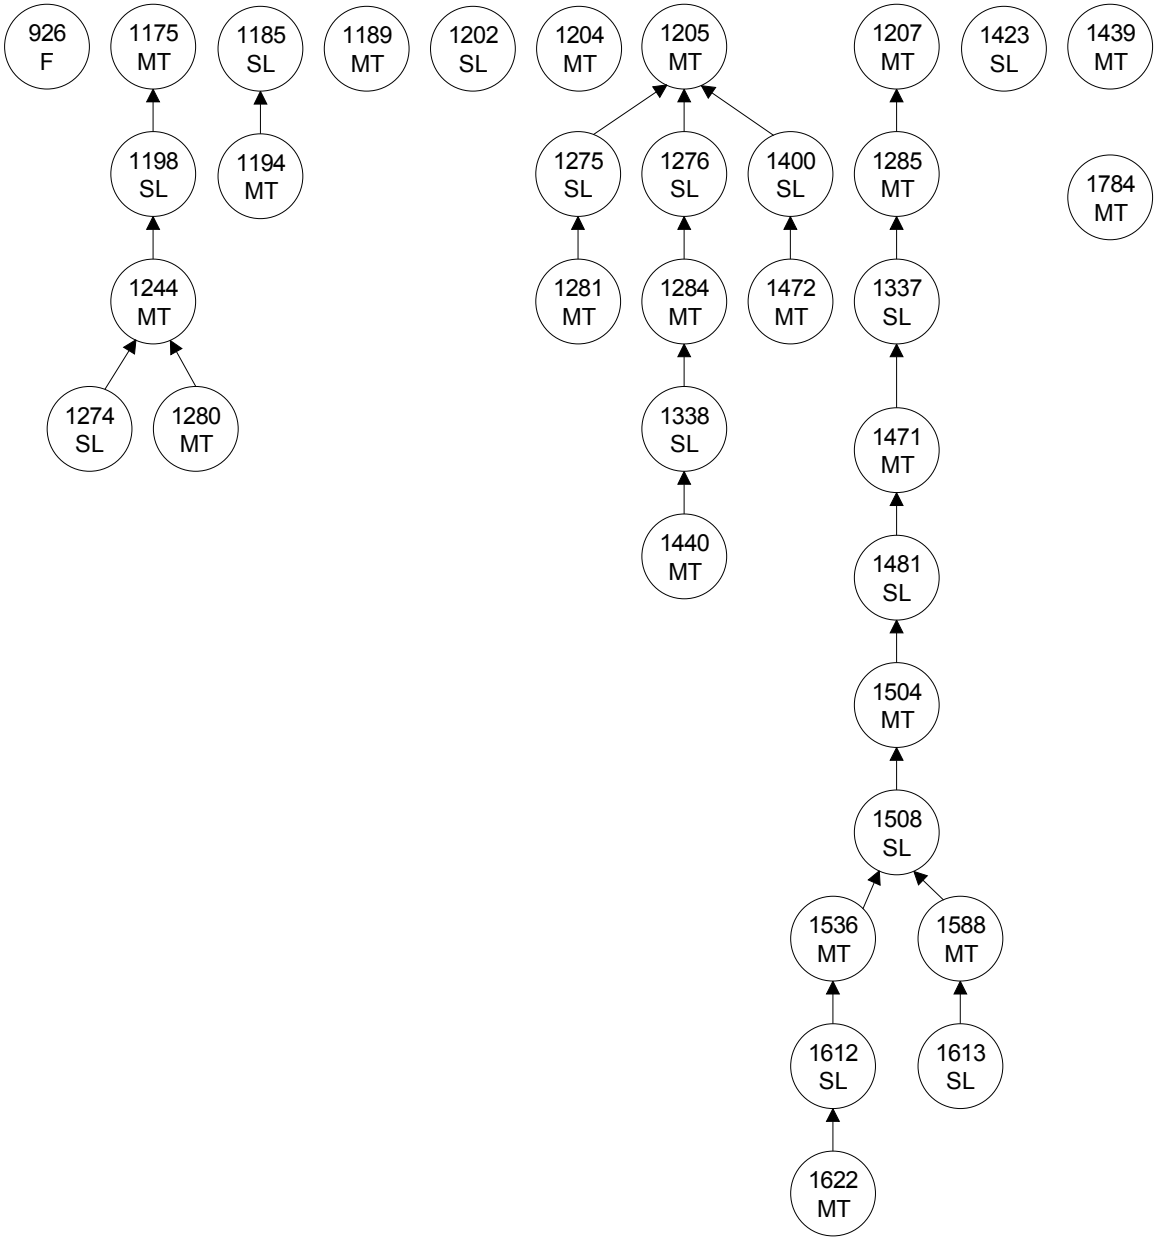 926
F
1175
MT
1185
SL
1189
MT
1202
SL
1204
MT
1205
MT
1207
MT
1423
SL
1439
MT
1198
SL
1194
MT
1275
SL
1276
SL
1400
SL
1285
MT
1784
MT
1244
MT
1281
MT
1284
MT
1472
MT
1337
SL
1274
SL
1280
MT
1338
SL
1471
MT
1440
MT
1481
SL
1504
MT
1508
SL
1536
MT
1588
MT
1612
SL
1613
SL
1622
MT